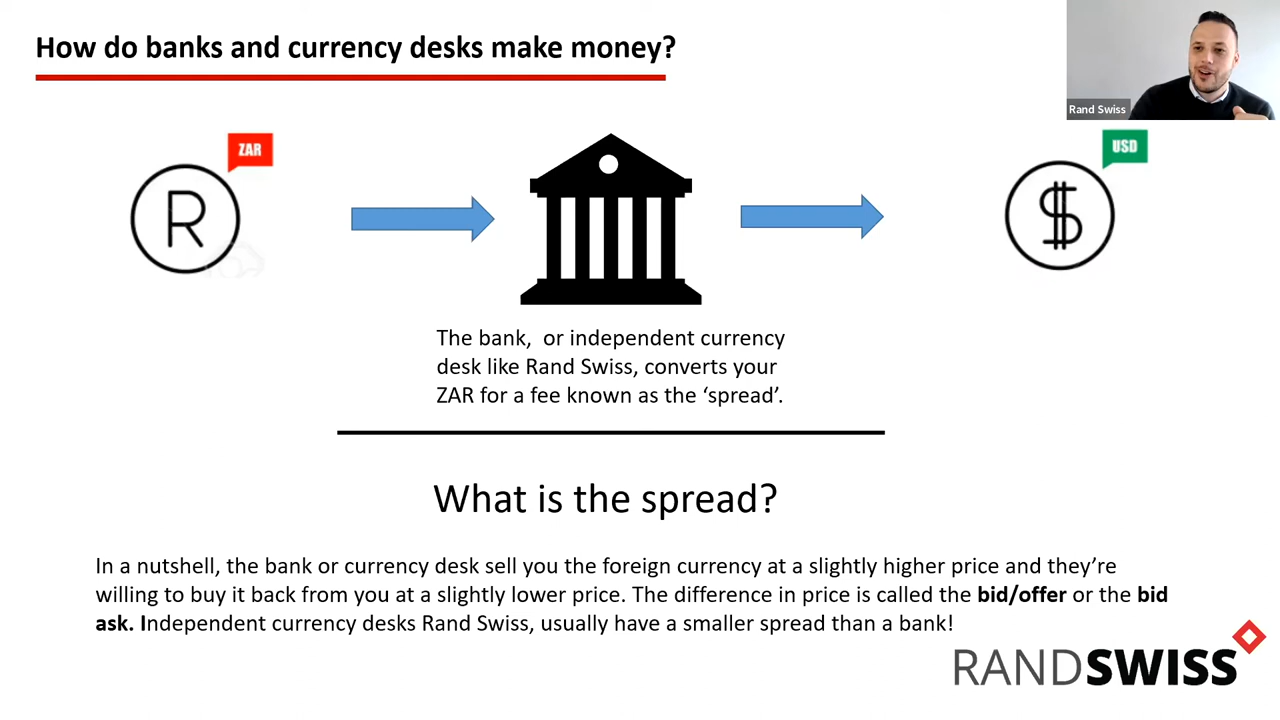 How do banks and currency desks make money?
Rand Swiss
ZAR
USD
R
$
The bank,  or independent currency
desk like Rand Swiss, converts your
ZAR for a fee known as the ‘spread’.
What is the spread?
In a nutshell, the bank or currency desk sell you the foreign currency at a slightly higher price and they’re
willing to buy it back from you at a slightly lower price. The difference in price is called the bid/offer or the bid
ask. Independent currency desks Rand Swiss, usually have a smaller spread than a bank!
RANDSWISS